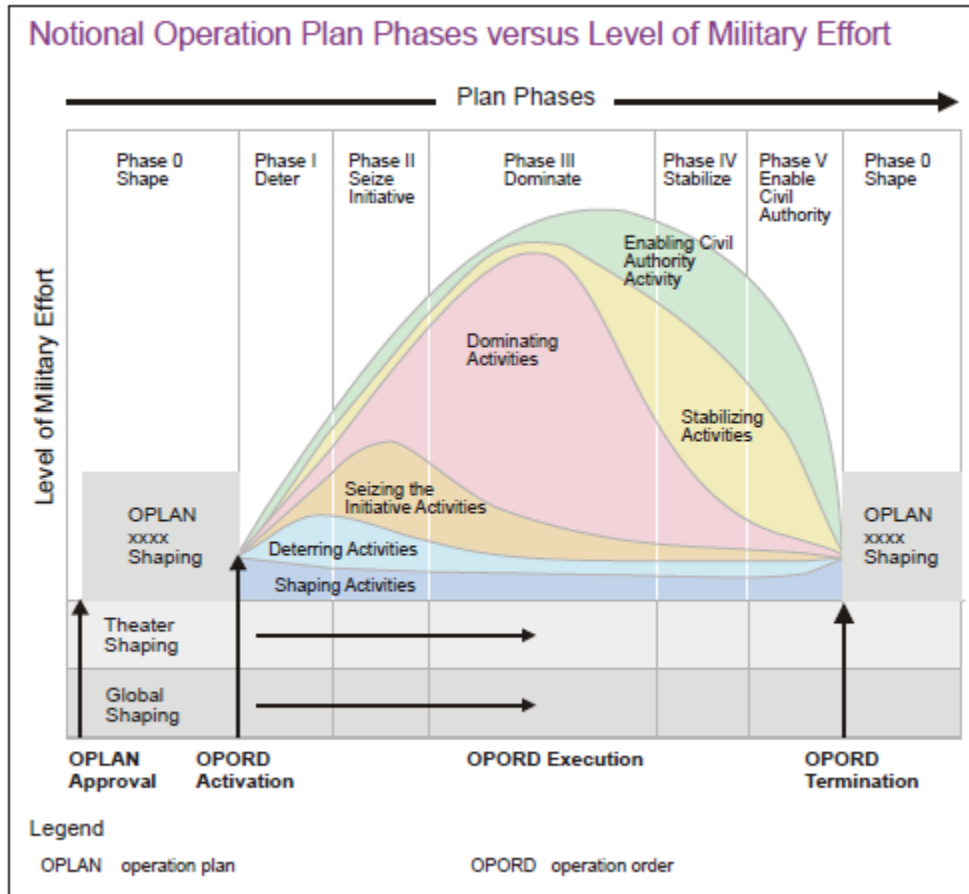 Notional Operation Plan Phases versus Level of Military Effort
Plan Phases
Phase 0
Shape
Phase I
Deter
Phase II
Seize
Initiative
Phase III
Dominate
Phase IV
Stabilize
Phase V
Enable
Civil
Authority
Phase 0
Shape
Level of Military Effort
Enabling Civil
Authority
Activity
Dominating
Activities
Stabilizing
Activities
Seizing the
Initiative Activities
Deterring Activities
Shaping Activities
OPLAN
xxxx
Shaping
OPLAN
xxxx
Shaping
Theater
Shaping
Global
Shaping
OPLAN
Approval
OPORD
Activation
OPORD Execution
OPORD
Termination
Legend
OPLAN operation plan
OPORD operation order